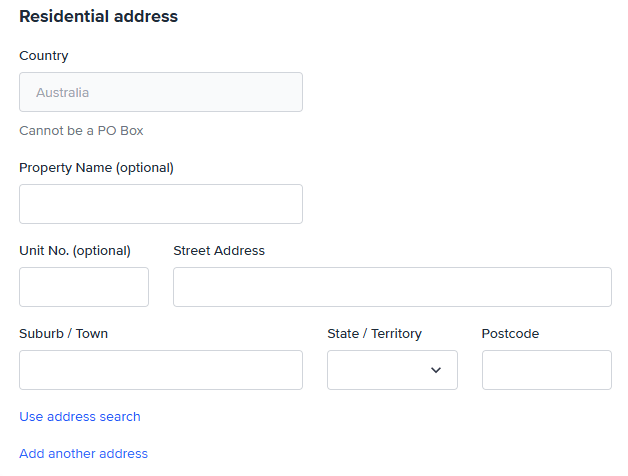 Residential address
Country
Australia
Cannot be a PO Box
Property Name (optional)
Unit No. (optional) Street Address
Suburb / Town State / Territory Postcode
Use address search
Add another address